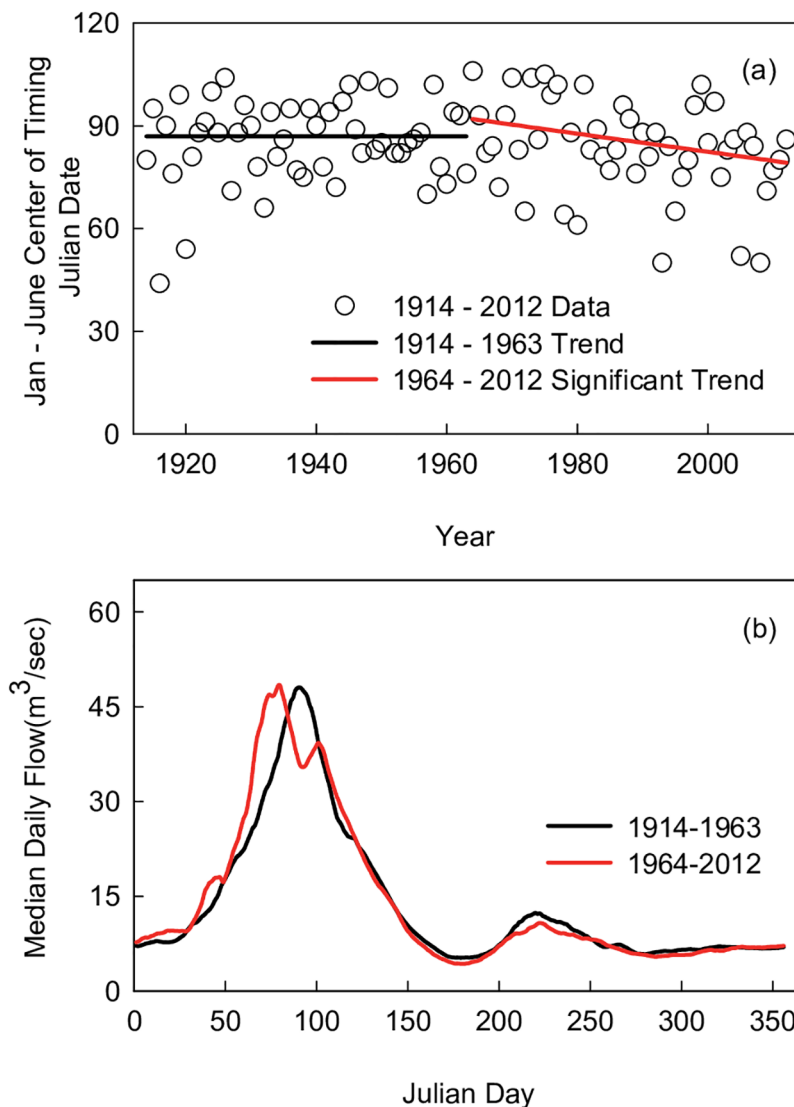 120
90
60
30
0
Jan - June Center of Timing
Julian Date
(a)
1914 - 2012 Data
1914 - 1963 Trend
1964 - 2012 Significant Trend
1920 1940 1960 1980 2000
Year
60
45
30
15
0
Median Daily Flow(m³/sec)
(b)
1914-1963
1964-2012
0 50 100 150 200 250 300 350
Julian Day